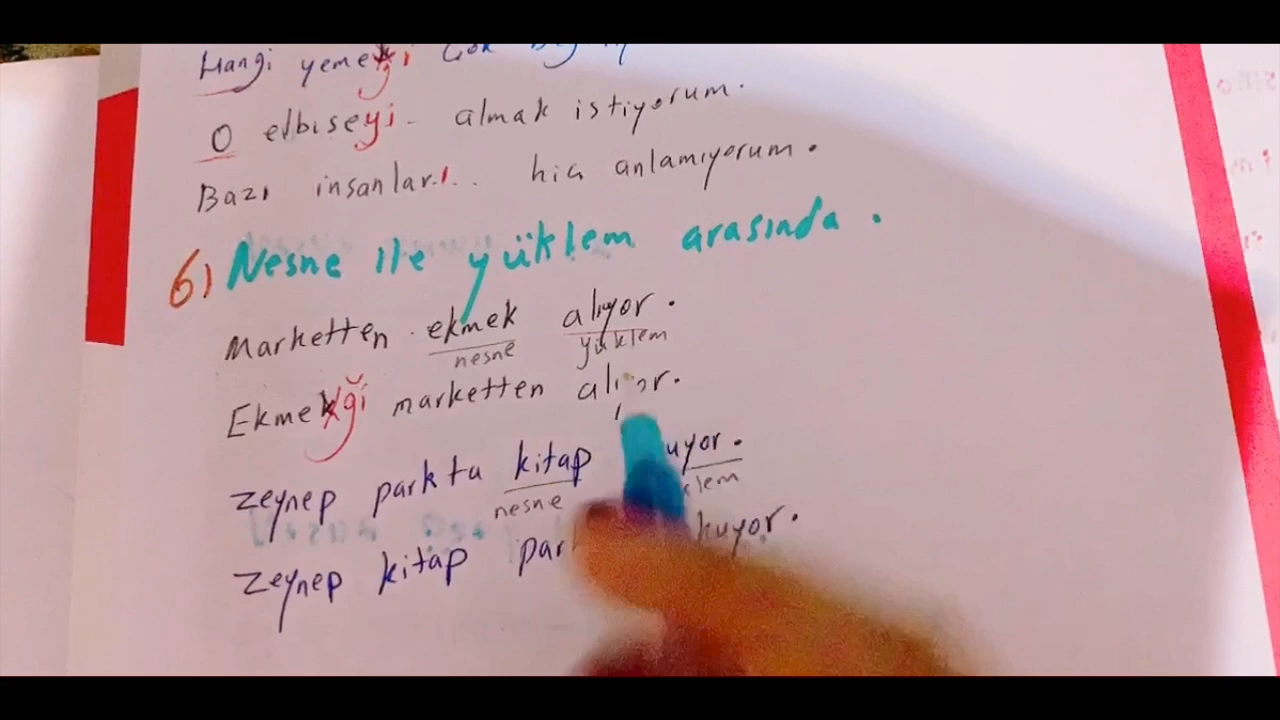 Hangi yemeği çok
O elbiseyi. almak istiyorum.
Bazı insanları.. hiç anlamıyorum.
6) Nesne ile yüklem arasında.
Marketten ekmek alıyor.
nesne yüklem
Ekmeği marketten alıyor.
Zeynep parkta kitap
nesne
Zeynep kitap